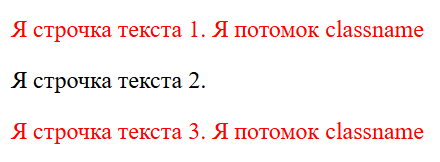 Я строчка текста 1. Я потомок classname
Я строчка текста 2.
Я строчка текста 3. Я потомок classname